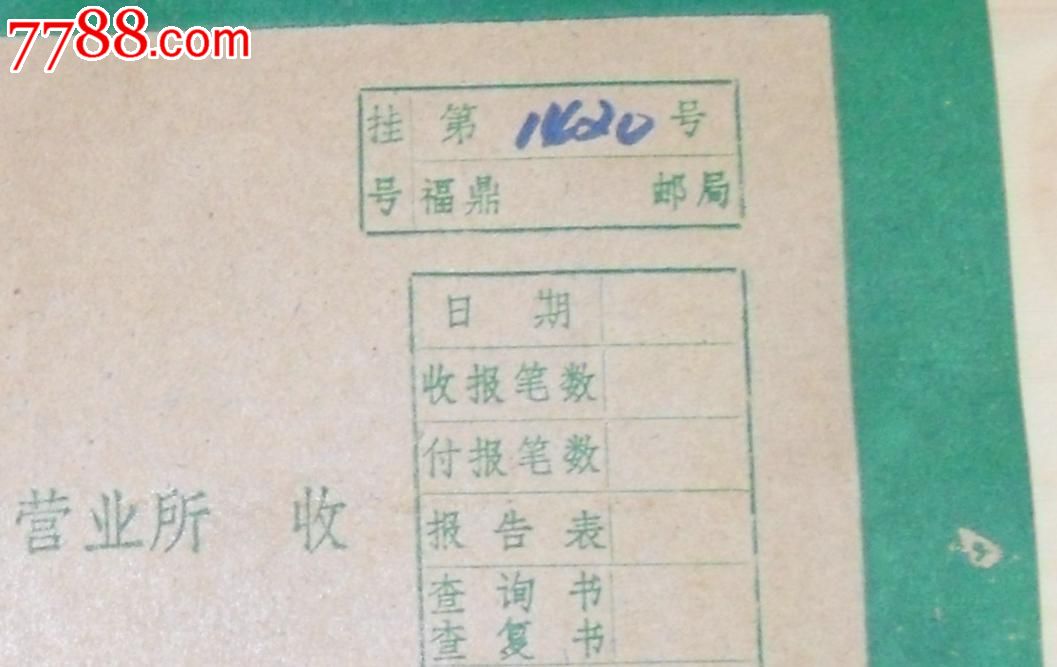 7788.com
挂号 第 14020 号
福鼎 邮局
日期
收报笔数
付报笔数
营业所 收
报告表
查询书
查复书